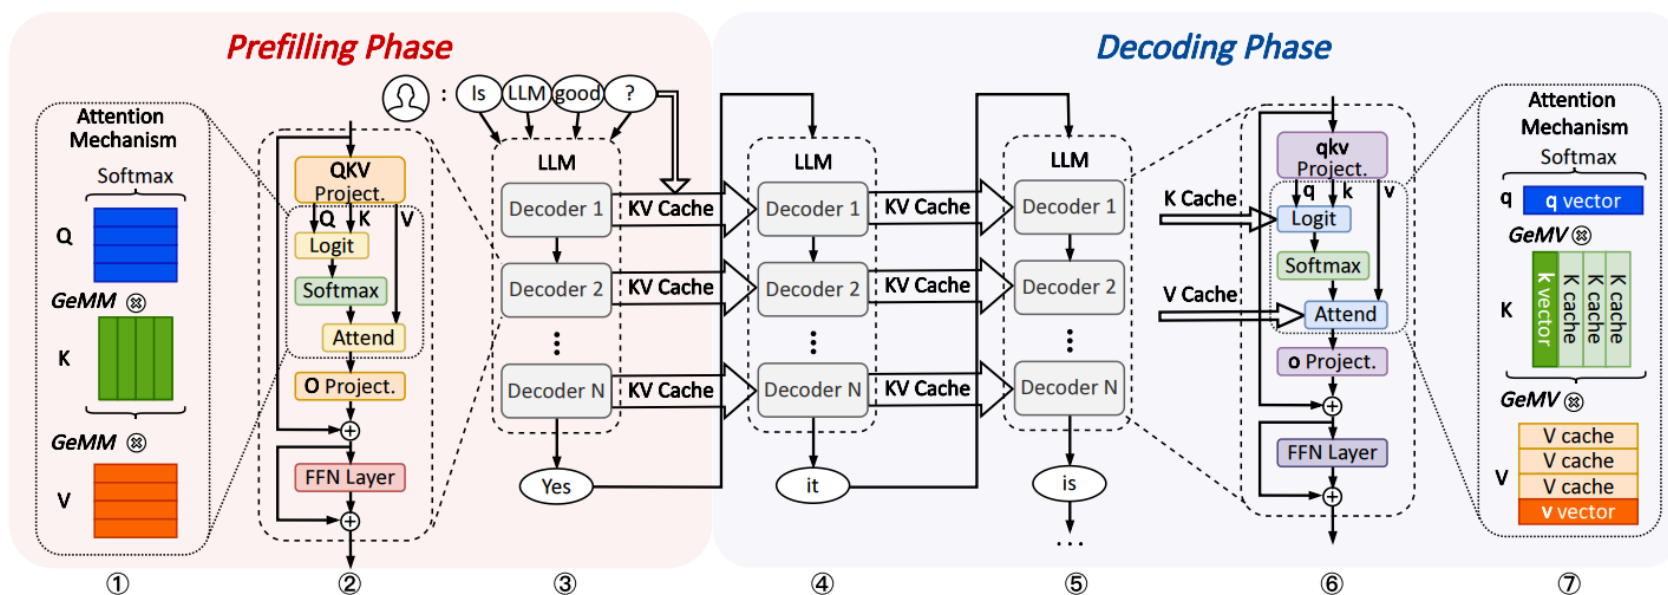 Prefilling Phase
Decoding Phase
Attention
Mechanism
Softmax
Q
GeMM ⊗
K
GeMM ⊗
V
①
QKV
Project.
Q
K
V
Logit
Softmax
Attend
O Project.
FFN Layer
②
:
Is
LLM
good
?
LLM
Decoder 1
Decoder 2
Decoder N
Yes
③
KV Cache
KV Cache
KV Cache
LLM
Decoder 1
Decoder 2
Decoder N
it
④
KV Cache
KV Cache
KV Cache
LLM
Decoder 1
Decoder 2
Decoder N
is
...
⑤
K Cache
V Cache
qkv
Project.
q
k
v
Logit
Softmax
Attend
o Project.
FFN Layer
⑥
Attention
Mechanism
Softmax
q
q vector
GeMV ⊗
K
k vector
K cache
K cache
K cache
GeMV ⊗
V
V cache
V cache
V cache
v vector
⑦